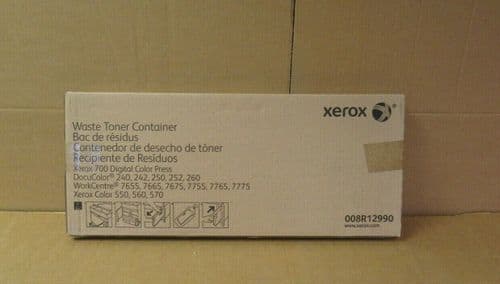 xerox
Waste Toner Container
Bac de résidus
Contenedor de desecho de tóner
Recipiente de Resíduos
Xerox 700 Digital Color Press
DocuColor® 240, 242, 250, 252, 260
WorkCentre® 7655, 7665, 7675, 7755, 7765, 7775
Xerox Color 550, 560, 570
008R12990
www.xerox.com